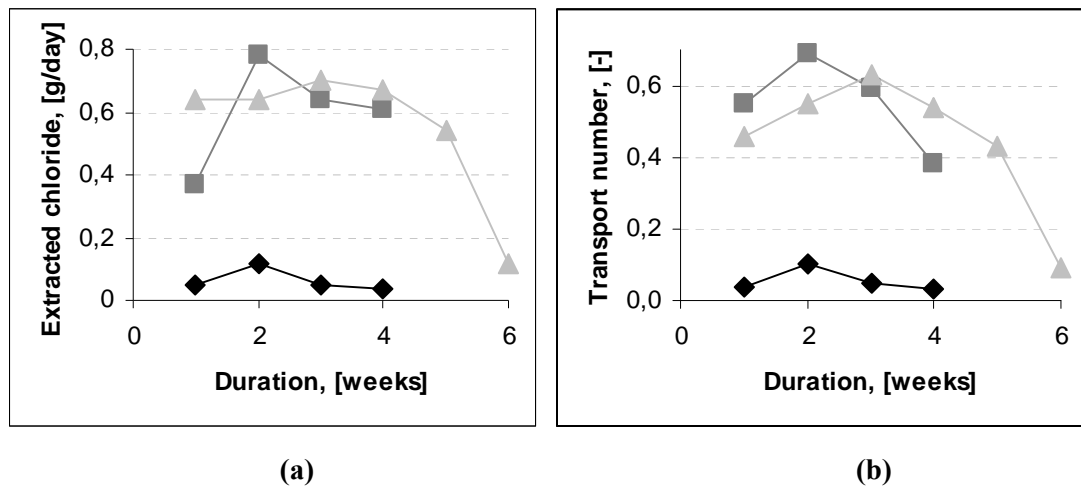 Extracted chloride, [g/day]
0,8
0,6
0,4
0,2
0
0 2 4 6
Duration, [weeks]
(a)
Transport number, [-]
0,6
0,4
0,2
0,0
0 2 4 6
Duration, [weeks]
(b)